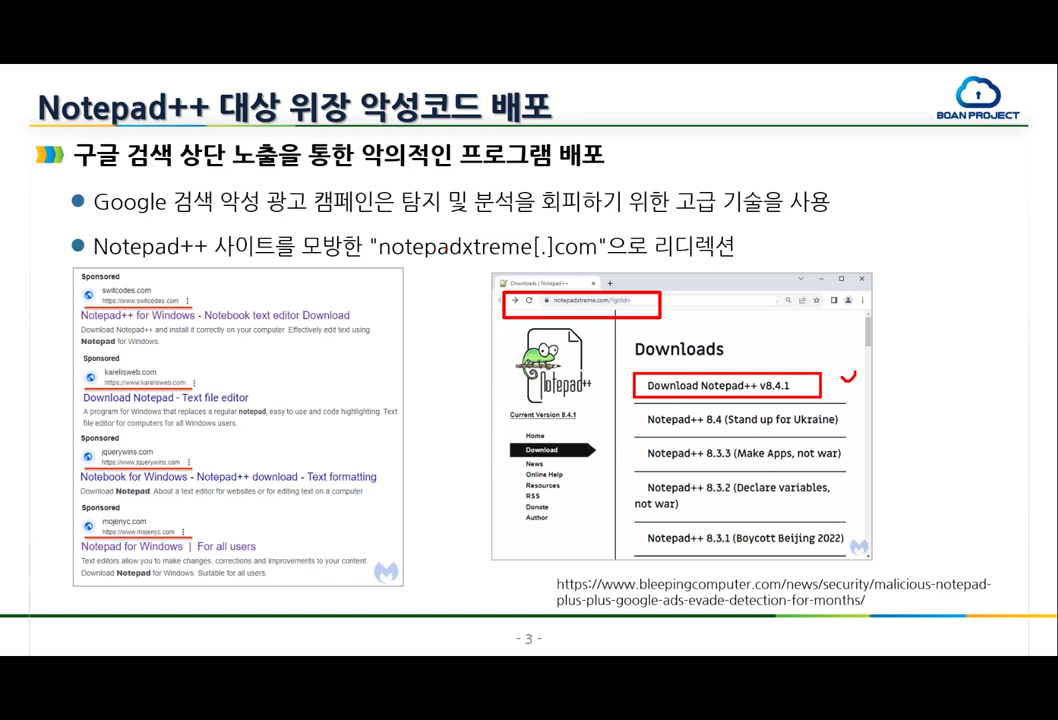 Notepad++ 대상 위장 악성코드 배포
BOAN PROJECT
구글 검색 상단 노출을 통한 악의적인 프로그램 배포
Google 검색 악성 광고 캠페인은 탐지 및 분석을 회피하기 위한 고급 기술을 사용
Notepad++ 사이트를 모방한 "notepadxtreme[.]com"으로 리디렉션
Sponsored
switcodes.com
https://www.switcodes.com
Notepad++ for Windows - Notebook text editor Download
Download Notepad++ and install it correctly on your computer. Effectively edit text using
Notepad for Windows.
Sponsored
karelisweb.com
https://www.karelisweb.com
Download Notepad - Text file editor
A program for Windows that replaces a regular notepad, easy to use and code highlighting. Text
file editor for computers for all Windows users.
Sponsored
jquerywins.com
https://www.jquerywins.com
Notebook for Windows - Notepad++ download - Text formatting
Download Notepad. About a text editor for websites or for editing text on a computer
Sponsored
mojenyc.com
https://www.mojenyc.com
Notepad for Windows | For all users
Text editors allow you to make changes, corrections and improvements to your content.
Download Notepad for Windows. Suitable for all users.
Downloads | Notepad++
notepadxtreme.com/?gclid=
Notepad++
Current Version 8.4.1
Home
Download
News
Online Help
Resources
RSS
Donate
Author
Downloads
Download Notepad++ v8.4.1
Notepad++ 8.4 (Stand up for Ukraine)
Notepad++ 8.3.3 (Make Apps, not war)
Notepad++ 8.3.2 (Declare variables,
not war)
Notepad++ 8.3.1 (Boycott Beijing 2022)
https://www.bleepingcomputer.com/news/security/malicious-notepad-
plus-plus-google-ads-evade-detection-for-months/
- 3 -